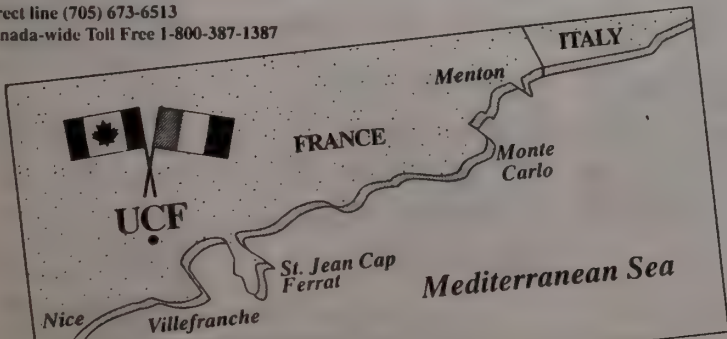 rect line (705) 673-6513
nada-wide Toll Free 1-800-387-1387
ITALY
Menton
FRANCE
Monte
Carlo
UCF
St. Jean Cap
Ferrat
Mediterranean Sea
Nice
Villefranche